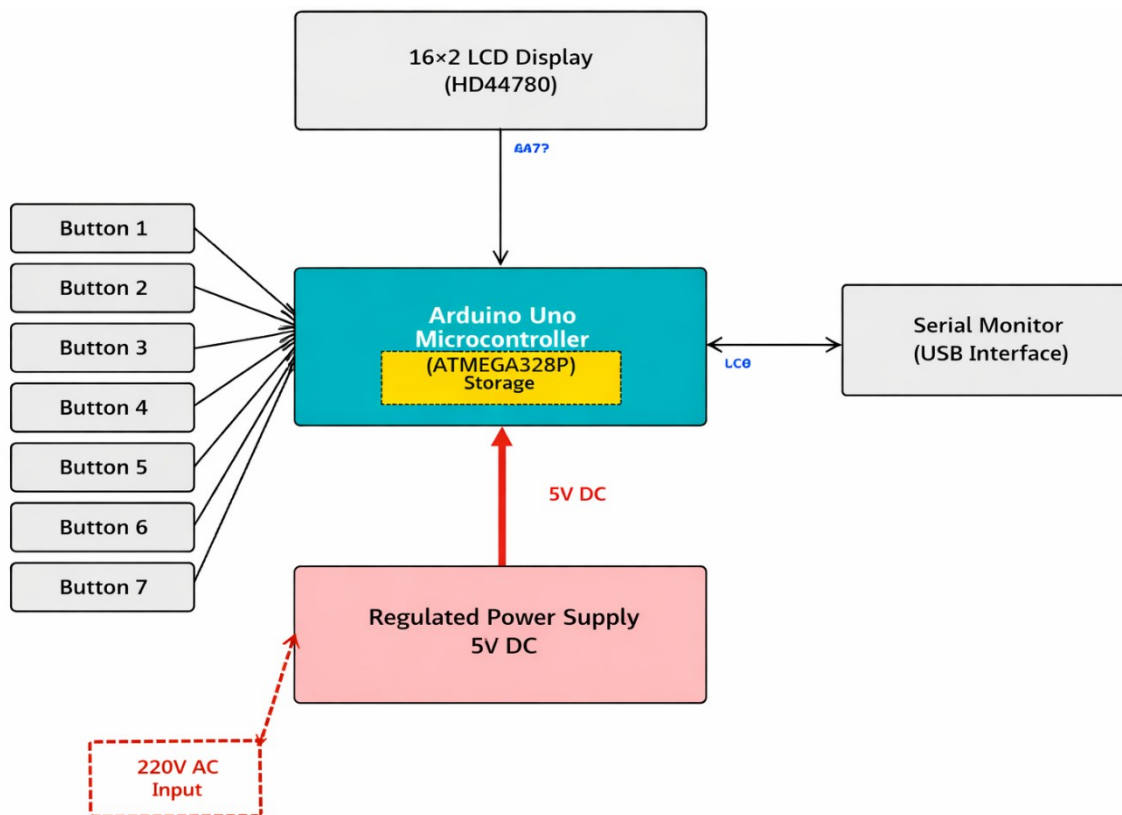 16×2 LCD Display
(HD44780)
Button 1
Button 2
Button 3
Button 4
Button 5
Button 6
Button 7
Arduino Uno
Microcontroller
(ATMEGA328P)
Storage
Serial Monitor
(USB Interface)
5V DC
Regulated Power Supply
5V DC
220V AC
Input